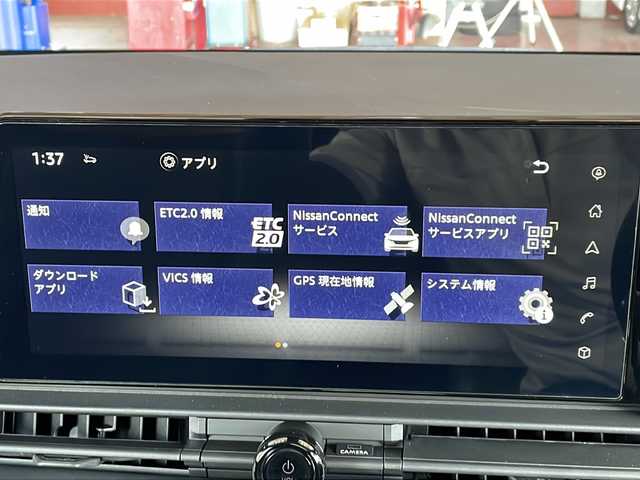 1:37
アプリ
通知
ETC2.0 情報
ETC
2.0
NissanConnect
サービス
NissanConnect
サービスアプリ
ダウンロード
アプリ
VICS 情報
GPS 現在地情報
システム情報
CAMERA
VOL